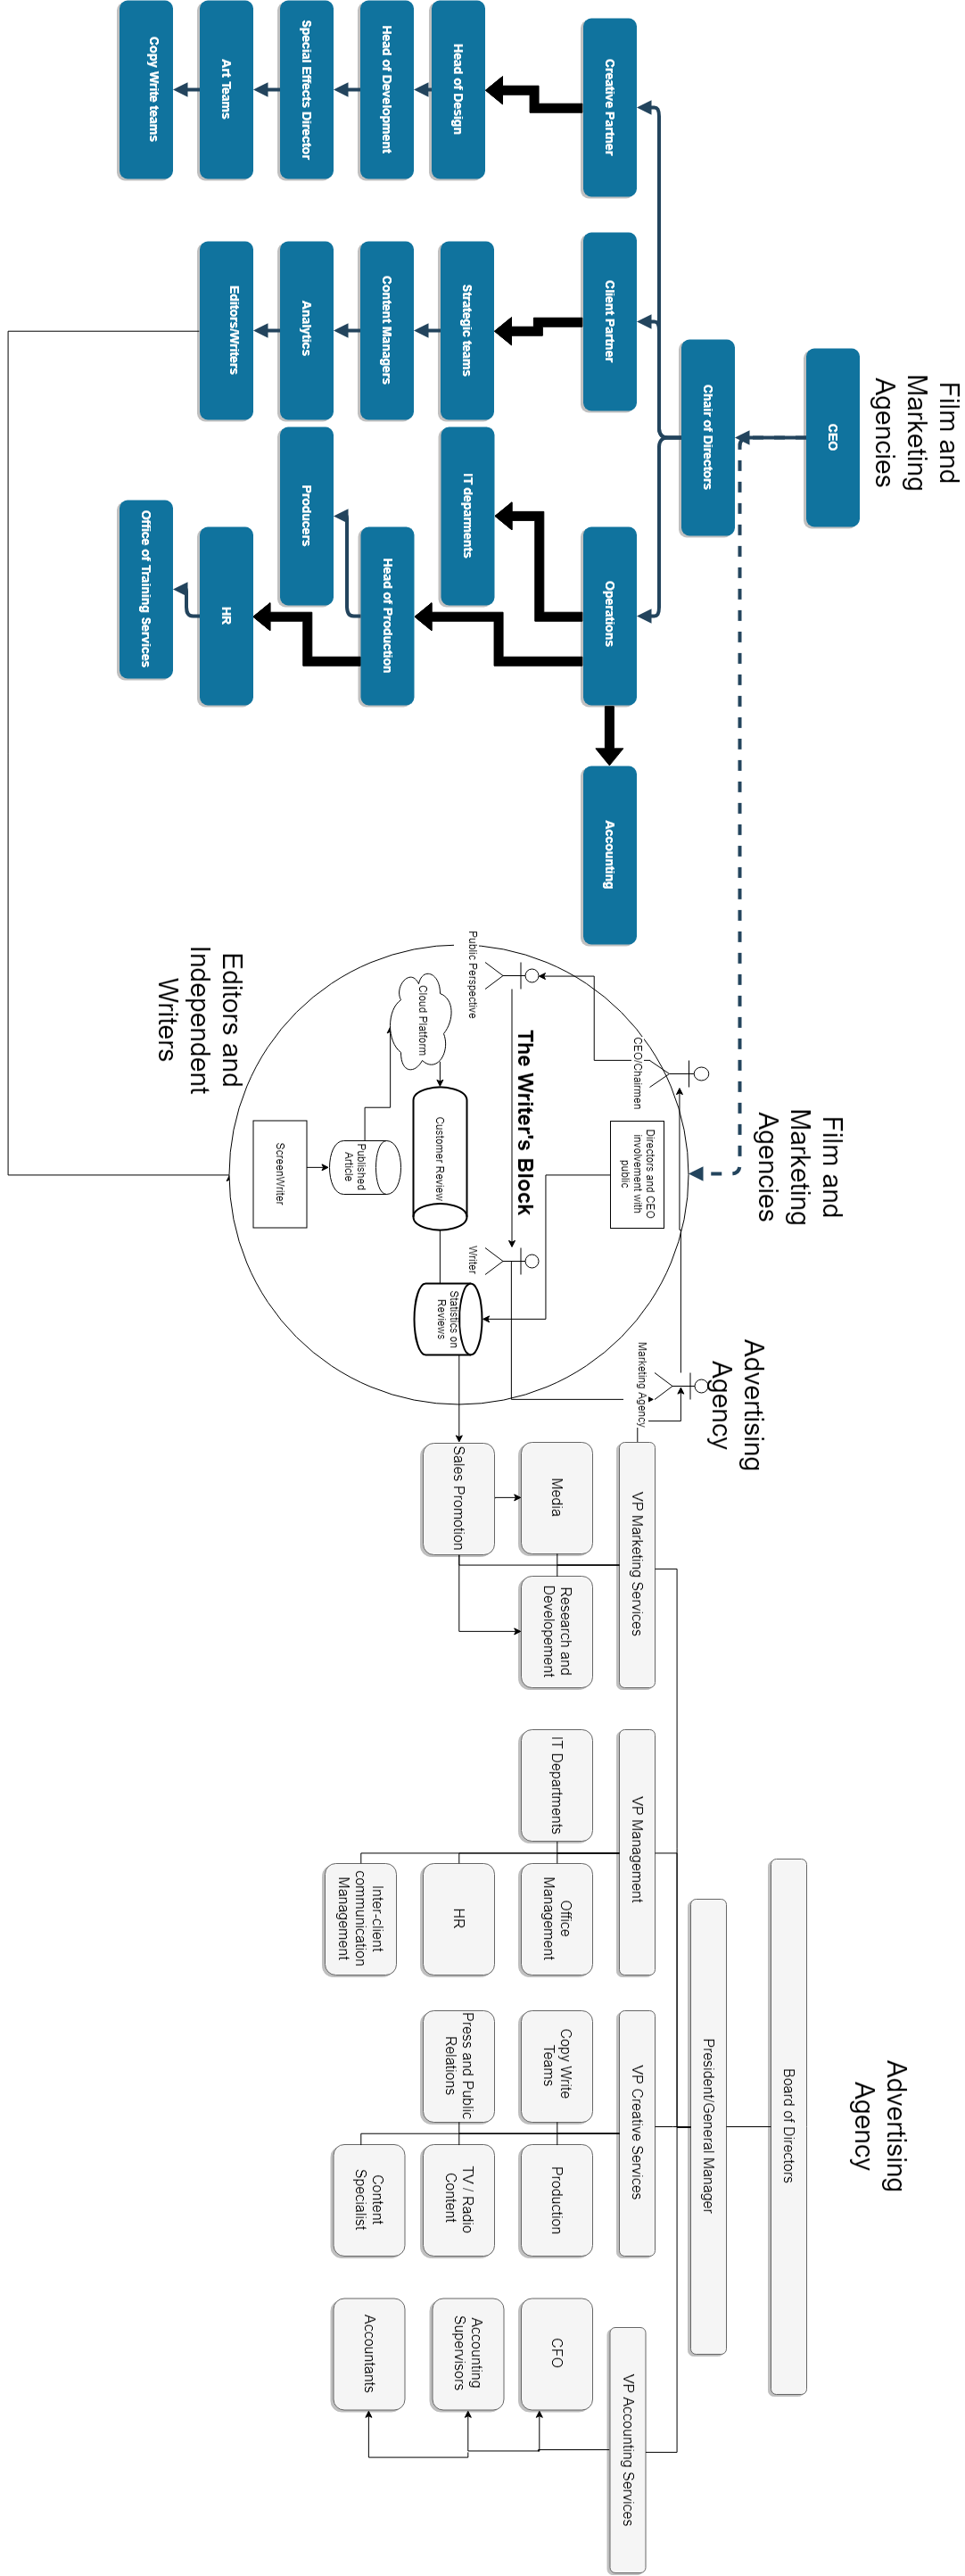 Film and
Marketing
Agencies
CEO
Chair of Directors
Creative Partner
Client Partner
Operations
Accounting
Head of Design
Head of Development
Special Effects Director
Art Teams
Copy Write teams
Strategic teams
Content Managers
Analytics
Editors/Writers
IT deparments
Head of Production
Producers
HR
Office of Training Services
Film and
Marketing
Agencies
Editors and
Independent
Writers
Advertising
Agency
CEO/Chairmen
Directors and CEO
involvement with
public
Marketing Agency
The Writer's Block
Public Perspective
Writer
Cloud Platform
Customer Review
Statistics on
Reviews
Published
Article
ScreenWriter
Advertising
Agency
Board of Directors
President/General Manager
VP Marketing Services
VP Management
VP Creative Services
VP Accounting Services
Media
Research and
Developement
Sales Promotion
IT Departments
Office
Management
HR
Inter-client
communication
Management
Copy Write
Teams
Production
Press and Public
Relations
TV / Radio
Content
Content
Specialist
CFO
Accounting
Supervisors
Accountants